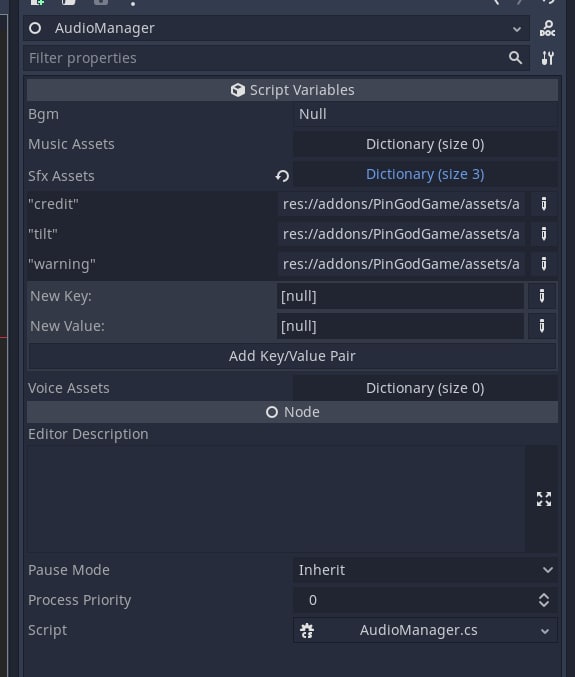 AudioManager
DOC
Filter properties
Script Variables
Bgm Null
Music Assets Dictionary (size 0)
Sfx Assets Dictionary (size 3)
"credit" res://addons/PinGodGame/assets/a
"tilt" res://addons/PinGodGame/assets/a
"warning" res://addons/PinGodGame/assets/a
New Key: [null]
New Value: [null]
Add Key/Value Pair
Voice Assets Dictionary (size 0)
Node
Editor Description
Pause Mode Inherit
Process Priority 0
Script AudioManager.cs